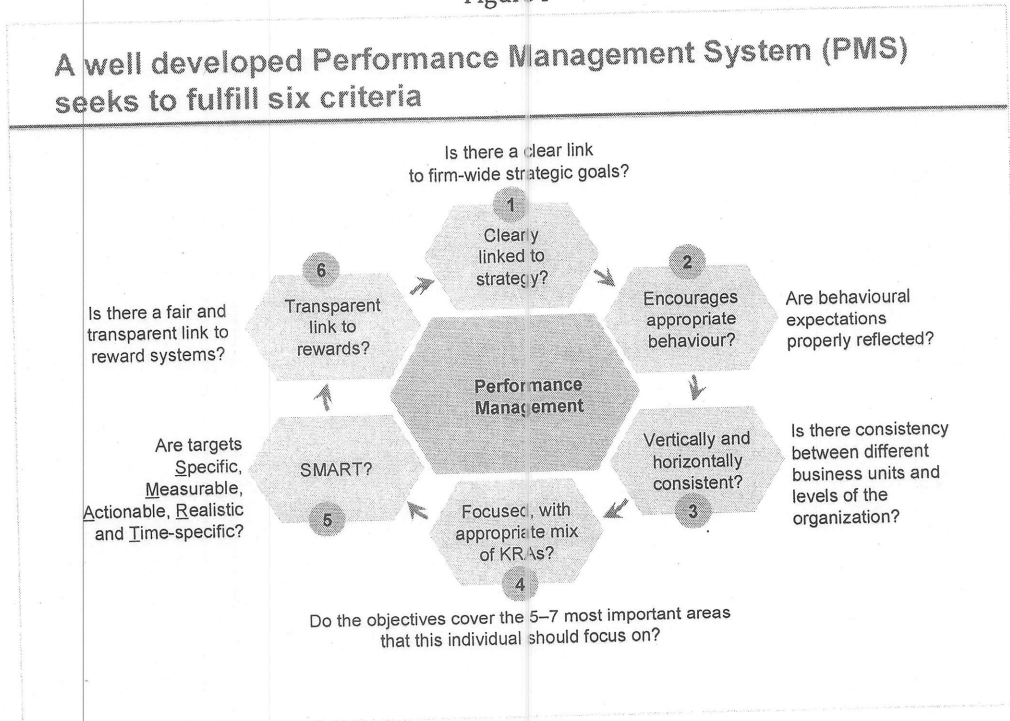 A well developed Performance Management System (PMS)
seeks to fulfill six criteria
Is there a clear link
to firm-wide strategic goals?
1
Clearly
linked to
strategy?
2
Encourages
appropriate
behaviour?
Are behavioural
expectations
properly reflected?
Performance
Management
Vertically and
horizontally
consistent?
3
Is there consistency
between different
business units and
levels of the
organization?
Focused, with
appropriate mix
of KRAs?
4
Do the objectives cover the 5–7 most important areas
that this individual should focus on?
SMART?
5
Are targets
Specific,
Measurable,
Actionable, Realistic
and Time-specific?
6
Transparent
link to
rewards?
Is there a fair and
transparent link to
reward systems?